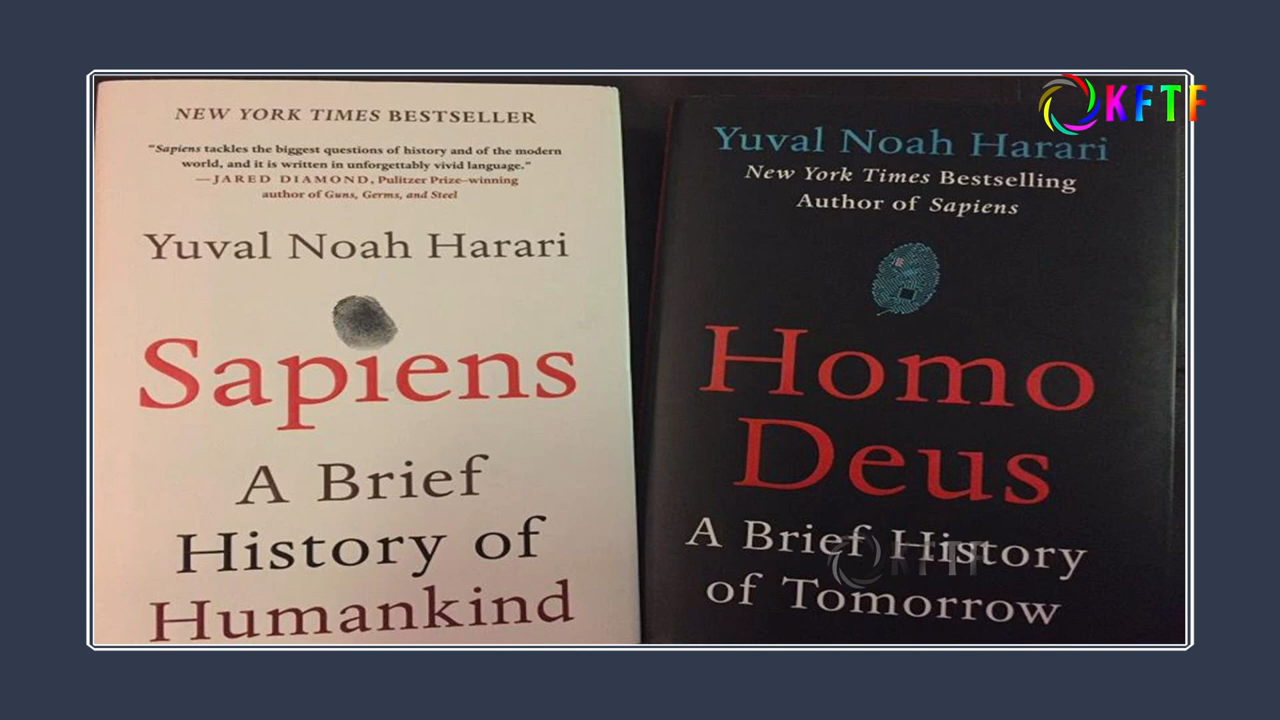 NEW YORK TIMES BESTSELLER
"Sapiens tackles the biggest questions of history and of the modern
world, and it is written in unforgettably vivid language."
—JARED DIAMOND, Pulitzer Prize–winning
author of Guns, Germs, and Steel
Yuval Noah Harari
Sapiens
A Brief
History of
Humankind
KFTF
Yuval Noah Harari
New York Times Bestselling
Author of Sapiens
Homo
Deus
A Brief History
of Tomorrow
KFTF